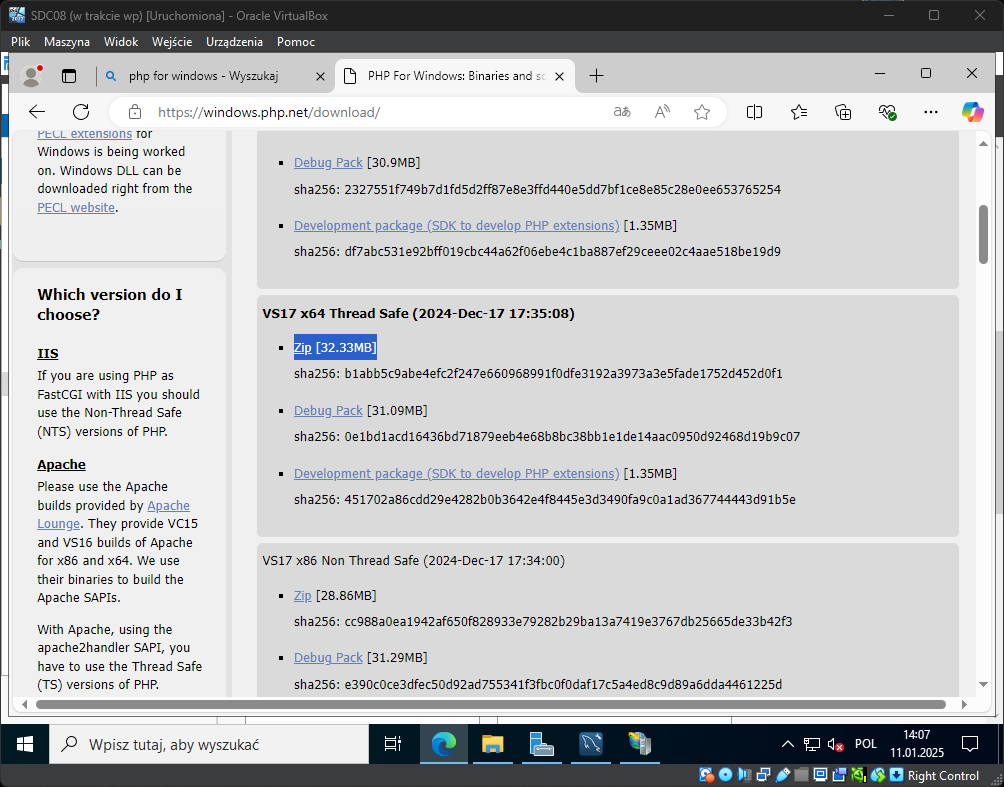 SDC08 (w trakcie wp) [Uruchomiona] - Oracle VirtualBox
Plik Maszyna Widok Wejście Urządzenia Pomoc
php for windows - Wyszukaj
PHP For Windows: Binaries and sc
https://windows.php.net/download/
PECL extensions for
Windows is being worked
on. Windows DLL can be
downloaded right from the
PECL website.
Which version do I
choose?
IIS
If you are using PHP as
FastCGI with IIS you should
use the Non-Thread Safe
(NTS) versions of PHP.
Apache
Please use the Apache
builds provided by Apache
Lounge. They provide VC15
and VS16 builds of Apache
for x86 and x64. We use
their binaries to build the
Apache SAPIs.
With Apache, using the
apache2handler SAPI, you
have to use the Thread Safe
(TS) versions of PHP.
Debug Pack [30.9MB]
sha256: 2327551f749b7d1fd5d2ff87e8e3ffd440e5dd7bf1ce8e85c28e0ee653765254
Development package (SDK to develop PHP extensions) [1.35MB]
sha256: df7abc531e92bff019cbc44a62f06ebe4c1ba887ef29ceee02c4aae518be19d9
VS17 x64 Thread Safe (2024-Dec-17 17:35:08)
Zip [32.33MB]
sha256: b1abb5c9abe4efc2f247e660968991f0dfe3192a3973a3e5fade1752d452d0f1
Debug Pack [31.09MB]
sha256: 0e1bd1acd16436bd71879eeb4e68b8bc38bb1e1de14aac0950d92468d19b9c07
Development package (SDK to develop PHP extensions) [1.35MB]
sha256: 451702a86cdd29e4282b0b3642e4f8445e3d3490fa9c0a1ad367744443d91b5e
VS17 x86 Non Thread Safe (2024-Dec-17 17:34:00)
Zip [28.86MB]
sha256: cc988a0ea1942af650f828933e79282b29ba13a7419e3767db25665de33b42f3
Debug Pack [31.29MB]
sha256: e390c0ce3dfec50d92ad755341f3fbc0f0daf17c5a4ed8c9d89a6dda4461225d
Wpisz tutaj, aby wyszukać
POL
14:07
11.01.2025
Right Control